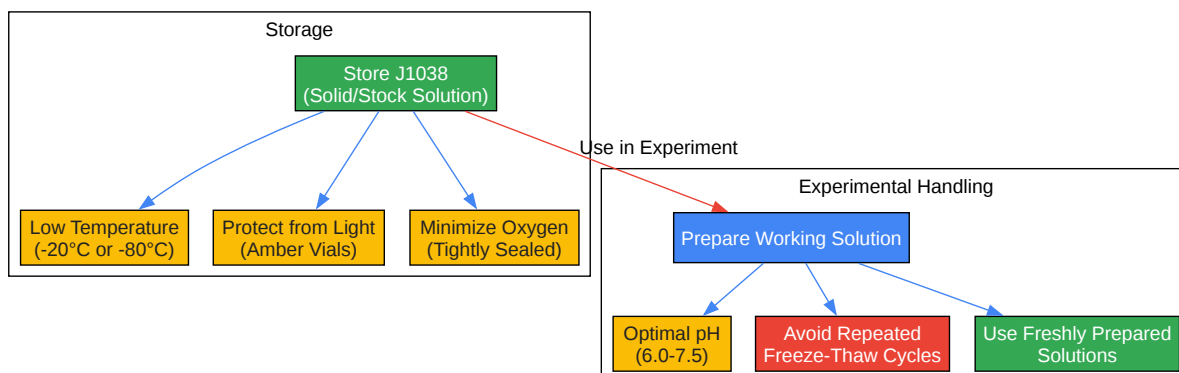 Storage
Store J1038
(Solid/Stock Solution)
Use in Experiment
Experimental Handling
Low Temperature
(-20°C or -80°C)
Protect from Light
(Amber Vials)
Minimize Oxygen
(Tightly Sealed)
Prepare Working Solution
Optimal pH
(6.0-7.5)
Avoid Repeated
Freeze-Thaw Cycles
Use Freshly Prepared
Solutions